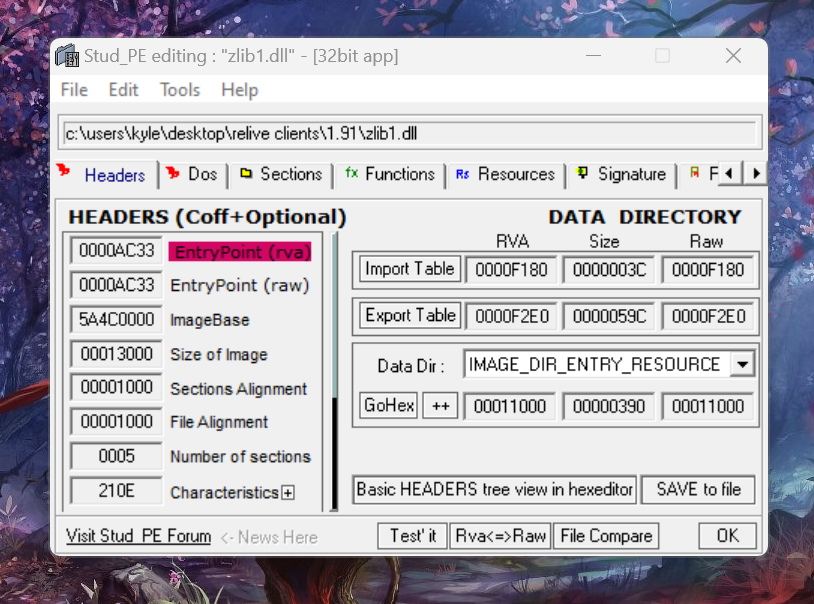 Stud_PE editing : "zlib1.dll" - [32bit app]
File Edit Tools Help
c:\users\kyle\desktop\relive clients\1.91\zlib1.dll
Headers Dos Sections fx Functions Rs Resources Signature F
HEADERS (Coff+Optional)
0000AC33 EntryPoint (rva)
0000AC33 EntryPoint (raw)
5A4C0000 ImageBase
00013000 Size of Image
00001000 Sections Alignment
00001000 File Alignment
0005 Number of sections
210E Characteristics +
DATA DIRECTORY
RVA Size Raw
Import Table 0000F180 0000003C 0000F180
Export Table 0000F2E0 0000059C 0000F2E0
Data Dir : IMAGE_DIR_ENTRY_RESOURCE
GoHex ++ 00011000 00000390 00011000
Basic HEADERS tree view in hexeditor SAVE to file
Visit Stud_PE Forum <- News Here Test' it Rva<=>Raw File Compare OK